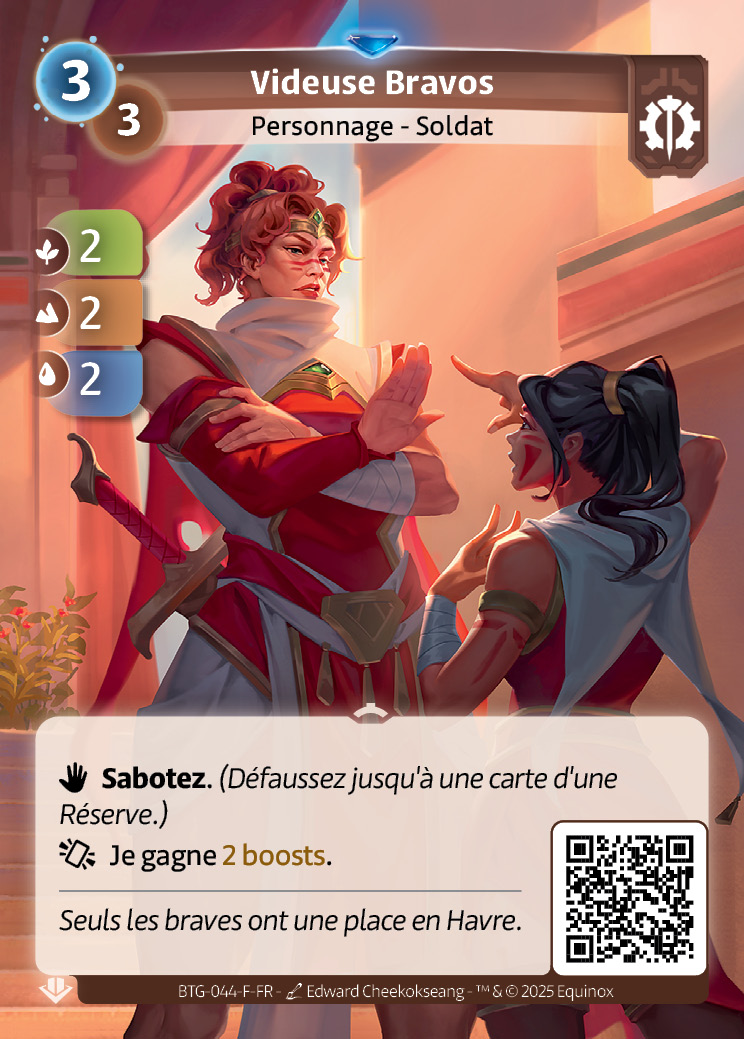 3
Videuse Bravos
3
Personnage - Soldat
2
2
2
Sabotez. (Défaussez jusqu'à une carte d'une
Réserve.)
Je gagne 2 boosts.
Seuls les braves ont une place en Havre.
BTG-044-F-FR - Edward Cheekokseang - ™ & © 2025 Equinox